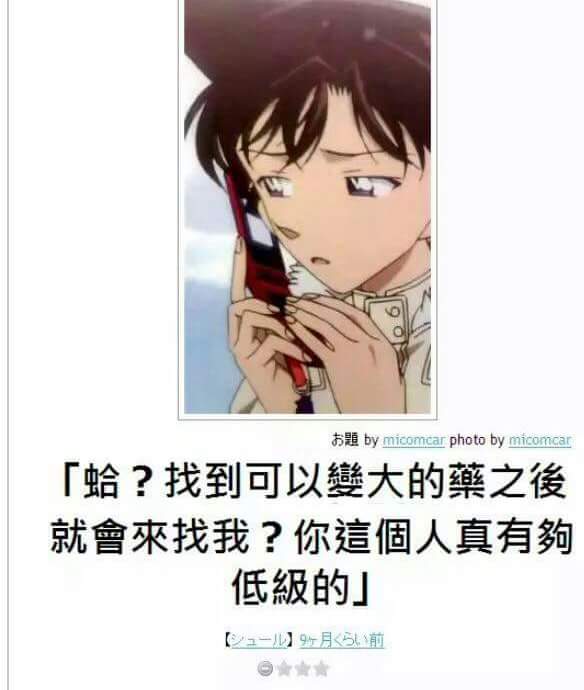 お題 by micomcar photo by micomcar
「蛤？找到可以變大的藥之後
就會來找我？你這個人真有夠
低級的」
【シュール】 9ヶ月くらい前